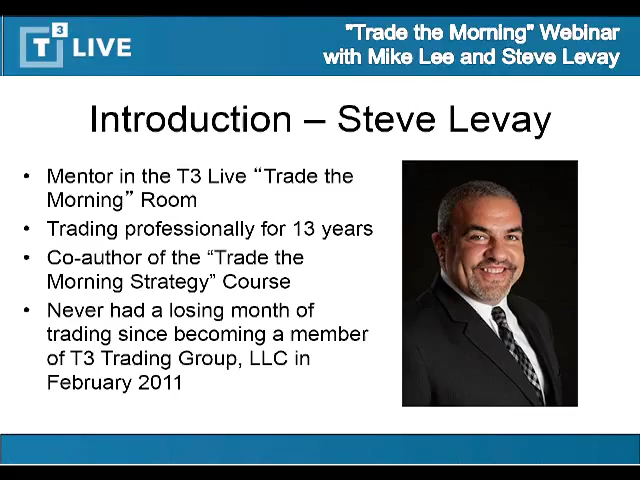 T3 LIVE
"Trade the Morning" Webinar
with Mike Lee and Steve Levay
Introduction – Steve Levay
• Mentor in the T3 Live “Trade the
Morning” Room
• Trading professionally for 13 years
• Co-author of the “Trade the
Morning Strategy” Course
• Never had a losing month of
trading since becoming a member
of T3 Trading Group, LLC in
February 2011